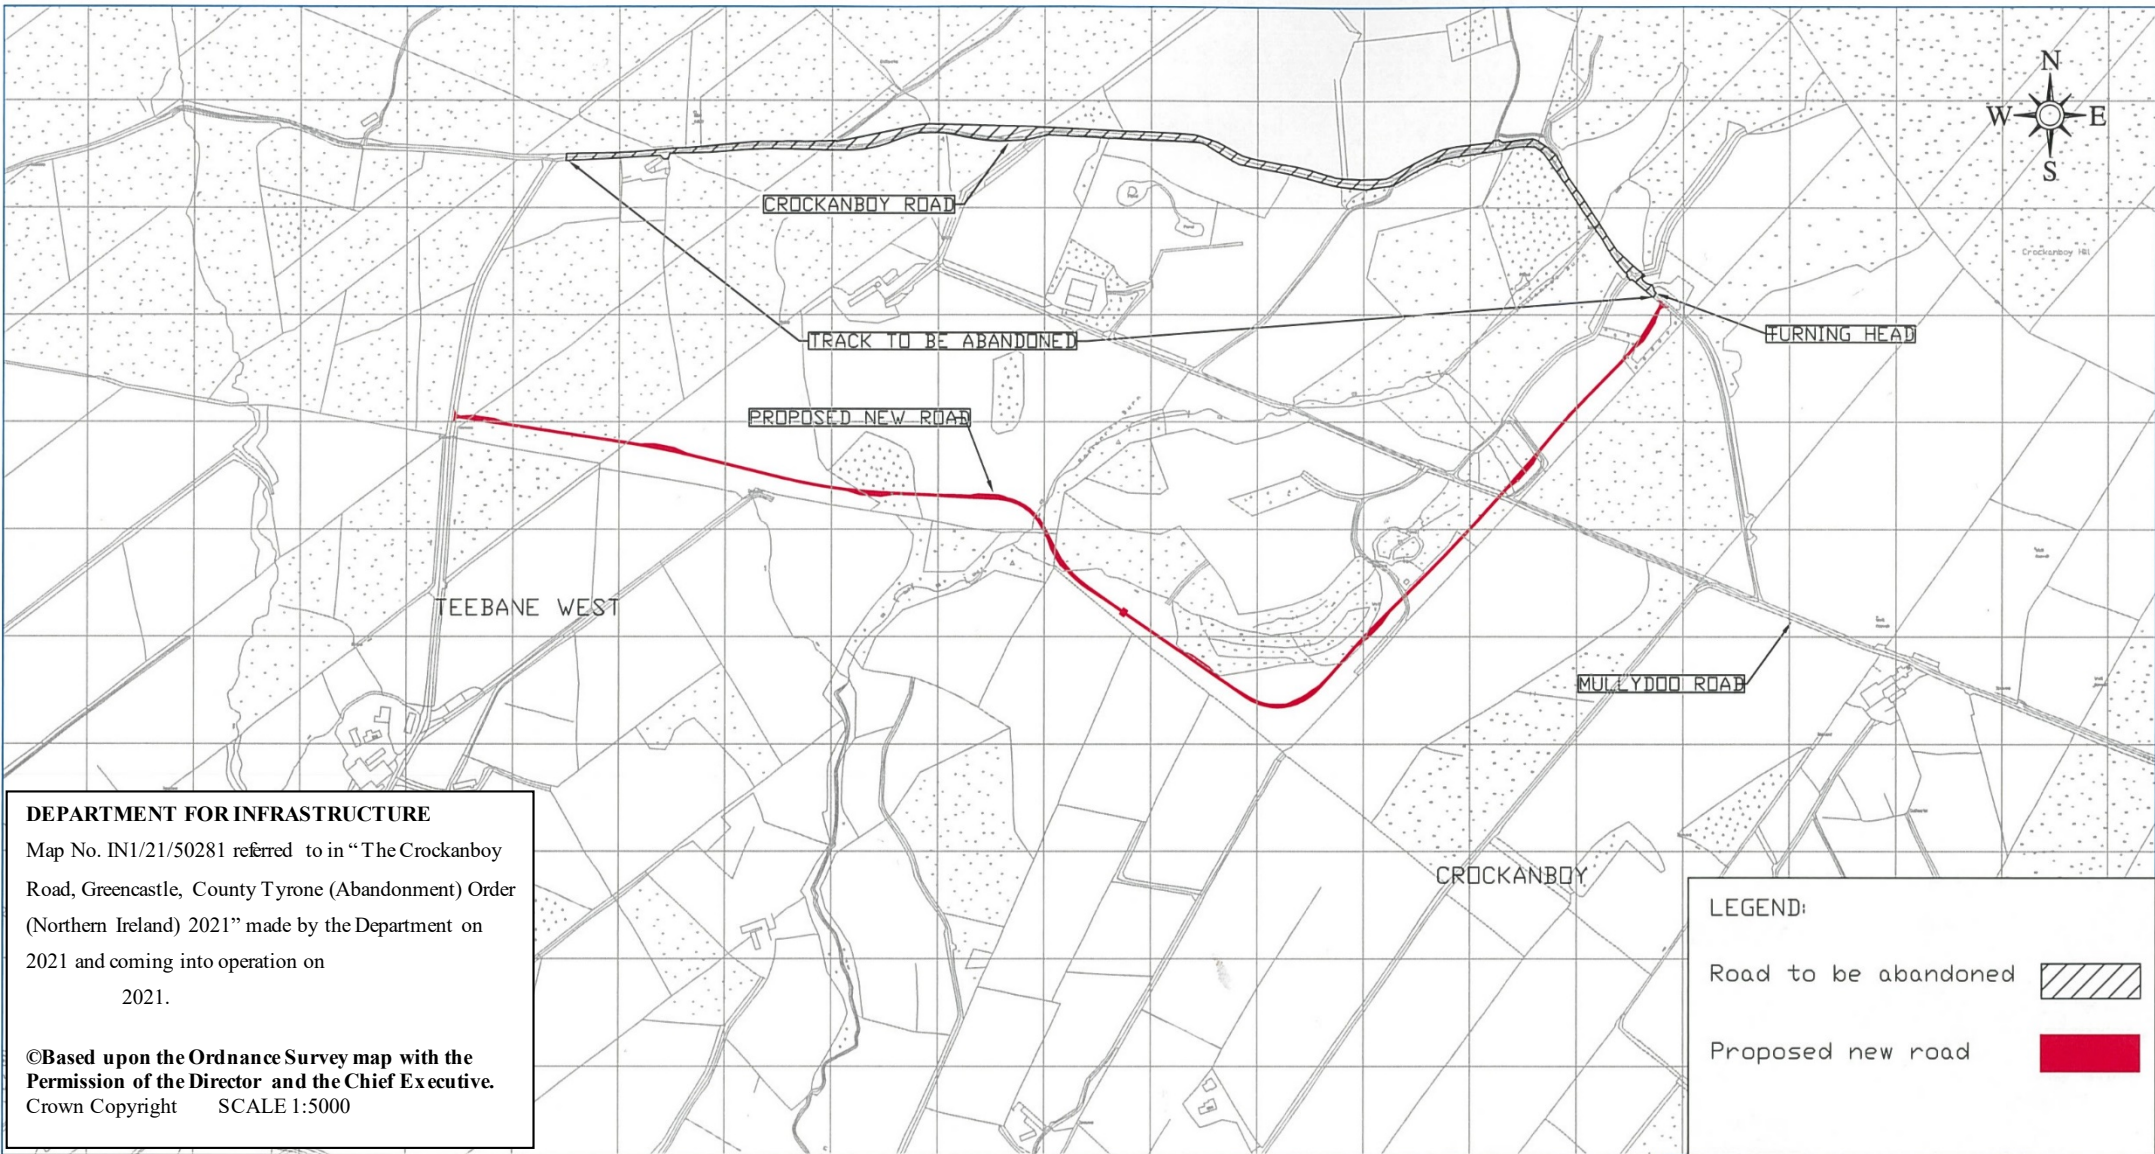 N
W E
S
CROCKANBOY ROAD
Crockanboy Hill
TRACK TO BE ABANDONED
TURNING HEAD
PROPOSED NEW ROAD
TEEBANE WEST
MULLYDOO ROAD
CROCKANBOY
DEPARTMENT FOR INFRASTRUCTURE
Map No. IN1/21/50281 referred to in “The Crockanboy
Road, Greencastle, County Tyrone (Abandonment) Order
(Northern Ireland) 2021” made by the Department on
2021 and coming into operation on
2021.
©Based upon the Ordnance Survey map with the
Permission of the Director and the Chief Executive.
Crown Copyright SCALE 1:5000
LEGEND:
Road to be abandoned
Proposed new road